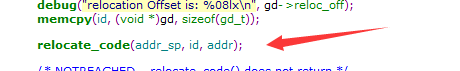 debug("relocation Offset is: %08lx\n", gd->reloc_off);
memcpy(id, (void *)gd, sizeof(gd_t));
relocate_code(addr_sp, id, addr);
/* NOTREACHED - relocate_code() does not return */